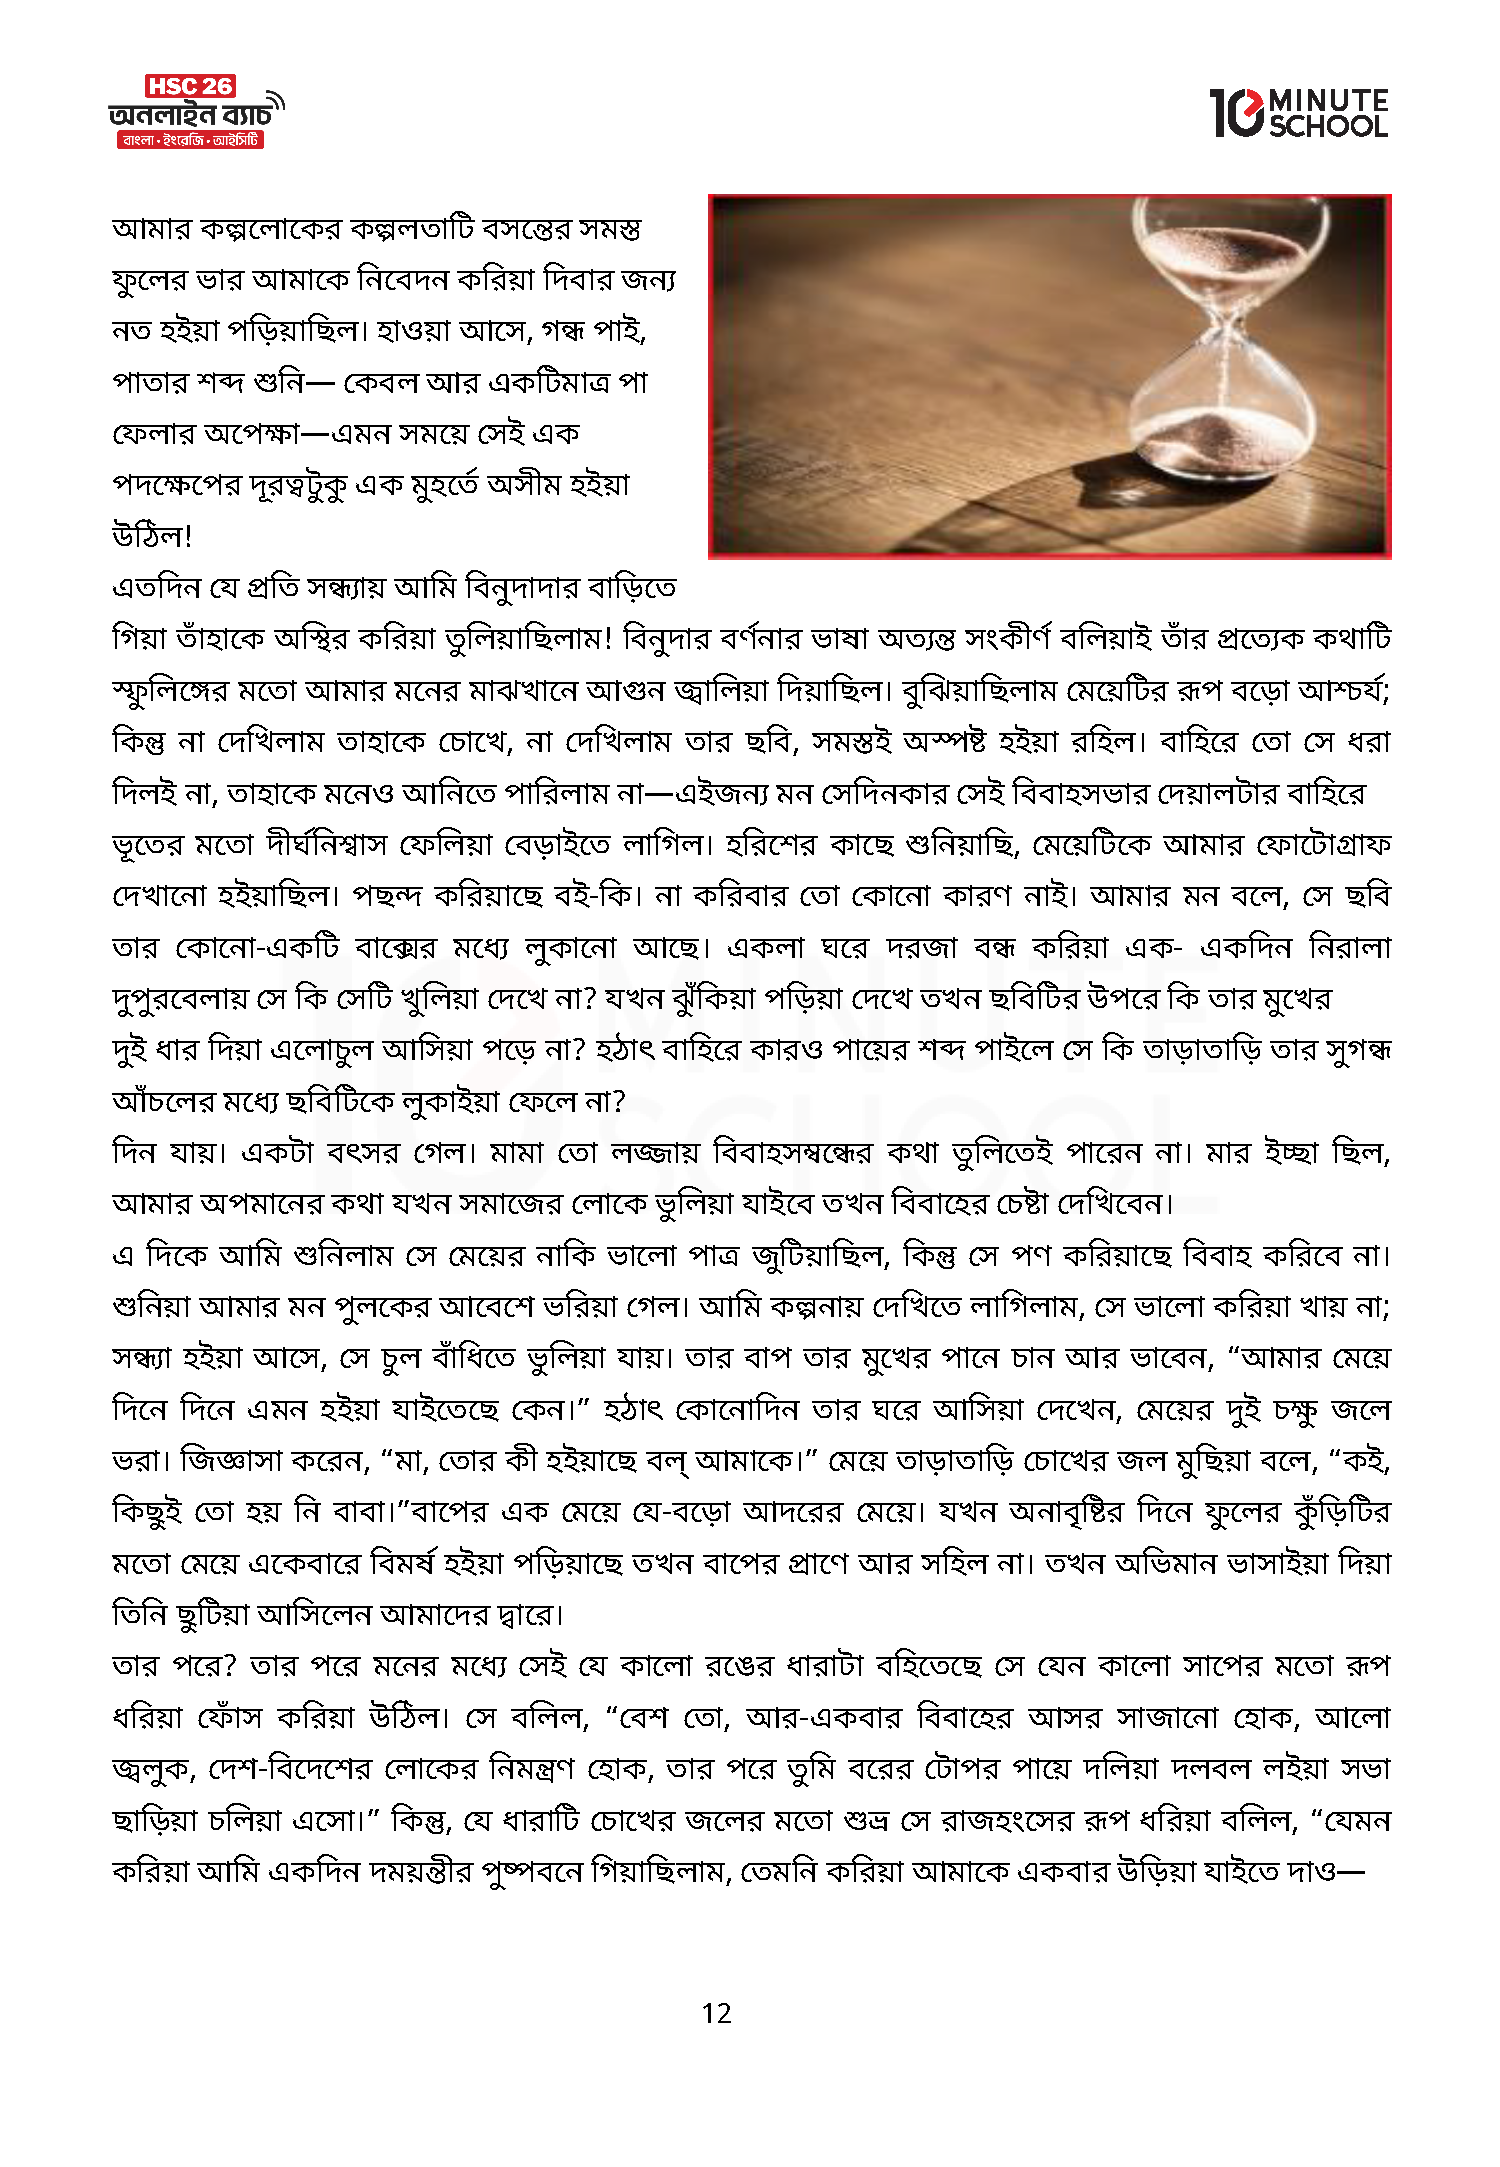 HSC 26
অনলাইন ব্যাচ
বাংলা • ইংরেজি • আইসিটি
10 MINUTE SCHOOL
আমার কল্পলোকের কল্পলতাটি বসন্তের সমস্ত
ফুলের ভার আমাকে নিবেদন করিয়া দিবার জন্য
নত হইয়া পড়িয়াছিল। হাওয়া আসে, গন্ধ পাই,
পাতার শব্দ শুনি— কেবল আর একটিমাত্র পা
ফেলার অপেক্ষা—এমন সময়ে সেই এক
পদক্ষেপের দূরত্বটুকু এক মুহূর্তে অসীম হইয়া
উঠিল!
এতদিন যে প্রতি সন্ধ্যায় আমি বিনুদাদার বাড়িতে
গিয়া তাঁহাকে অস্থির করিয়া তুলিয়াছিলাম! বিনুদার বর্ণনার ভাষা অত্যন্ত সংকীর্ণ বলিয়াই তাঁর প্রত্যেক কথাটি
স্ফুলিঙ্গের মতো আমার মনের মাঝখানে আগুন জ্বালিয়া দিয়াছিল। বুঝিয়াছিলাম মেয়েটির রূপ বড়ো আশ্চর্য;
কিন্তু না দেখিলাম তাহাকে চোখে, না দেখিলাম তার ছবি, সমস্তই অস্পষ্ট হইয়া রহিল। বাহিরে তো সে ধরা
দিলই না, তাহাকে মনেও আনিতে পারিলাম না—এইজন্য মন সেদিনকার সেই বিবাহসভার দেয়ালটার বাহিরে
ভূতের মতো দীর্ঘনিশ্বাস ফেলিয়া বেড়াইতে লাগিল। হরিশের কাছে শুনিয়াছি, মেয়েটিকে আমার ফোটোগ্রাফ
দেখানো হইয়াছিল। পছন্দ করিয়াছে বই-কি। না করিবার তো কোনো কারণ নাই। আমার মন বলে, সে ছবি
তার কোনো-একটি বাক্সের মধ্যে লুকানো আছে। একলা ঘরে দরজা বন্ধ করিয়া এক- একদিন নিরালা
দুপুরবেলায় সে কি সেটি খুলিয়া দেখে না? যখন ঝুঁকিয়া পড়িয়া দেখে তখন ছবিটির উপরে কি তার মুখের
দুই ধার দিয়া এলোচুল আসিয়া পড়ে না? হঠাৎ বাহিরে কারও পায়ের শব্দ পাইলে সে কি তাড়াতাড়ি তার সুগন্ধ
আঁচলের মধ্যে ছবিটিকে লুকাইয়া ফেলে না?
দিন যায়। একটা বৎসর গেল। মামা তো লজ্জায় বিবাহসম্বন্ধের কথা তুলিতেই পারেন না। মার ইচ্ছা ছিল,
আমার অপমানের কথা যখন সমাজের লোকে ভুলিয়া যাইবে তখন বিবাহের চেষ্টা দেখিবেন।
এ দিকে আমি শুনিলাম সে মেয়ের নাকি ভালো পাত্র জুটিয়াছিল, কিন্তু সে পণ করিয়াছে বিবাহ করিবে না।
শুনিয়া আমার মন পুলকের আবেশে ভরিয়া গেল। আমি কল্পনায় দেখিতে লাগিলাম, সে ভালো করিয়া খায় না;
সন্ধ্যা হইয়া আসে, সে চুল বাঁধিতে ভুলিয়া যায়। তার বাপ তার মুখের পানে চান আর ভাবেন, “আমার মেয়ে
দিনে দিনে এমন হইয়া যাইতেছে কেন।” হঠাৎ কোনোদিন তার ঘরে আসিয়া দেখেন, মেয়ের দুই চক্ষু জলে
ভরা। জিজ্ঞাসা করেন, “মা, তোর কী হইয়াছে বল্ আমাকে।” মেয়ে তাড়াতাড়ি চোখের জল মুছিয়া বলে, “কই,
কিছুই তো হয় নি বাবা।”বাপের এক মেয়ে যে-বড়ো আদরের মেয়ে। যখন অনাবৃষ্টির দিনে ফুলের কুঁড়িটির
মতো মেয়ে একেবারে বিমর্ষ হইয়া পড়িয়াছে তখন বাপের প্রাণে আর সহিল না। তখন অভিমান ভাসাইয়া দিয়া
তিনি ছুটিয়া আসিলেন আমাদের দ্বারে।
তার পরে? তার পরে মনের মধ্যে সেই যে কালো রঙের ধারাটা বহিতেছে সে যেন কালো সাপের মতো রূপ
ধরিয়া ফোঁস করিয়া উঠিল। সে বলিল, “বেশ তো, আর-একবার বিবাহের আসর সাজানো হোক, আলো
জ্বলুক, দেশ-বিদেশের লোকের নিমন্ত্রণ হোক, তার পরে তুমি বরের টোপর পায়ে দলিয়া দলবল লইয়া সভা
ছাড়িয়া চলিয়া এসো।” কিন্তু, যে ধারাটি চোখের জলের মতো শুভ্র সে রাজহংসের রূপ ধরিয়া বলিল, “যেমন
করিয়া আমি একদিন দময়ন্তীর পুষ্পবনে গিয়াছিলাম, তেমনি করিয়া আমাকে একবার উড়িয়া যাইতে দাও—
12